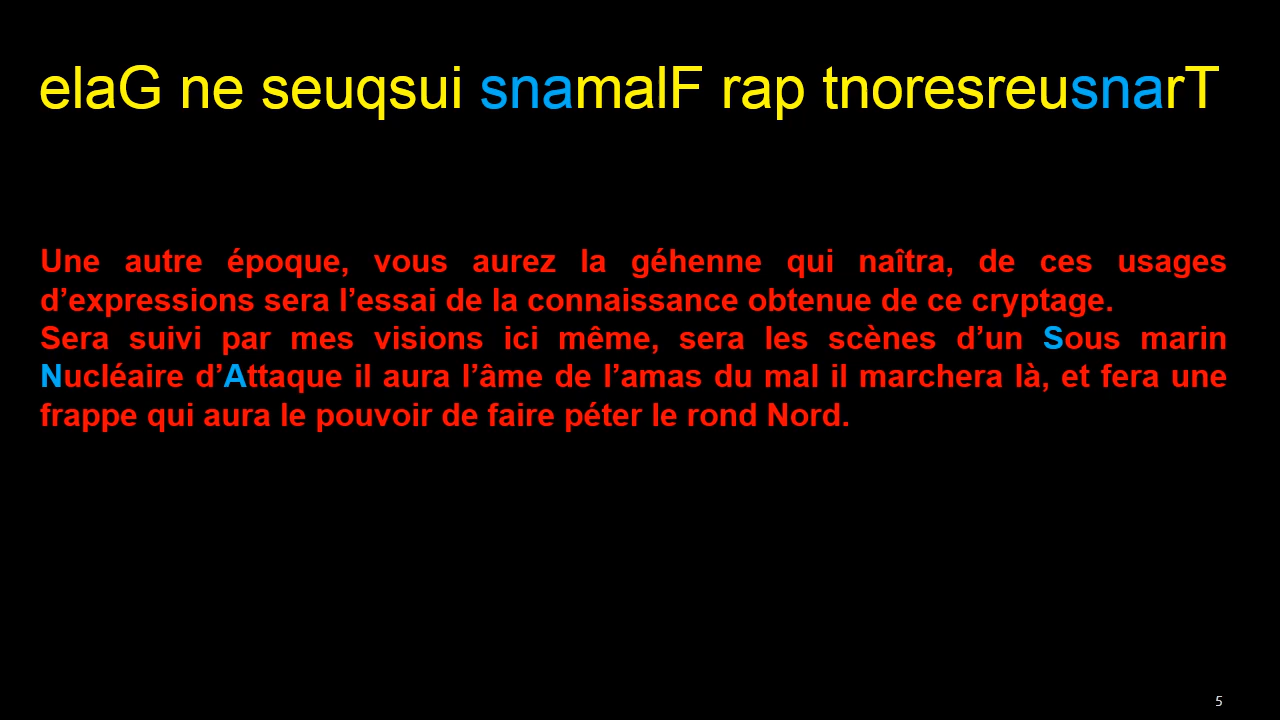 elaG ne seuqsui snamalF rap tnoresreusnarT
Une autre époque, vous aurez la géhenne qui naîtra, de ces usages
d’expressions sera l’essai de la connaissance obtenue de ce cryptage.
Sera suivi par mes visions ici même, sera les scènes d’un Sous marin
Nucléaire d’Attaque il aura l’âme de l’amas du mal il marchera là, et fera une
frappe qui aura le pouvoir de faire péter le rond Nord.
5